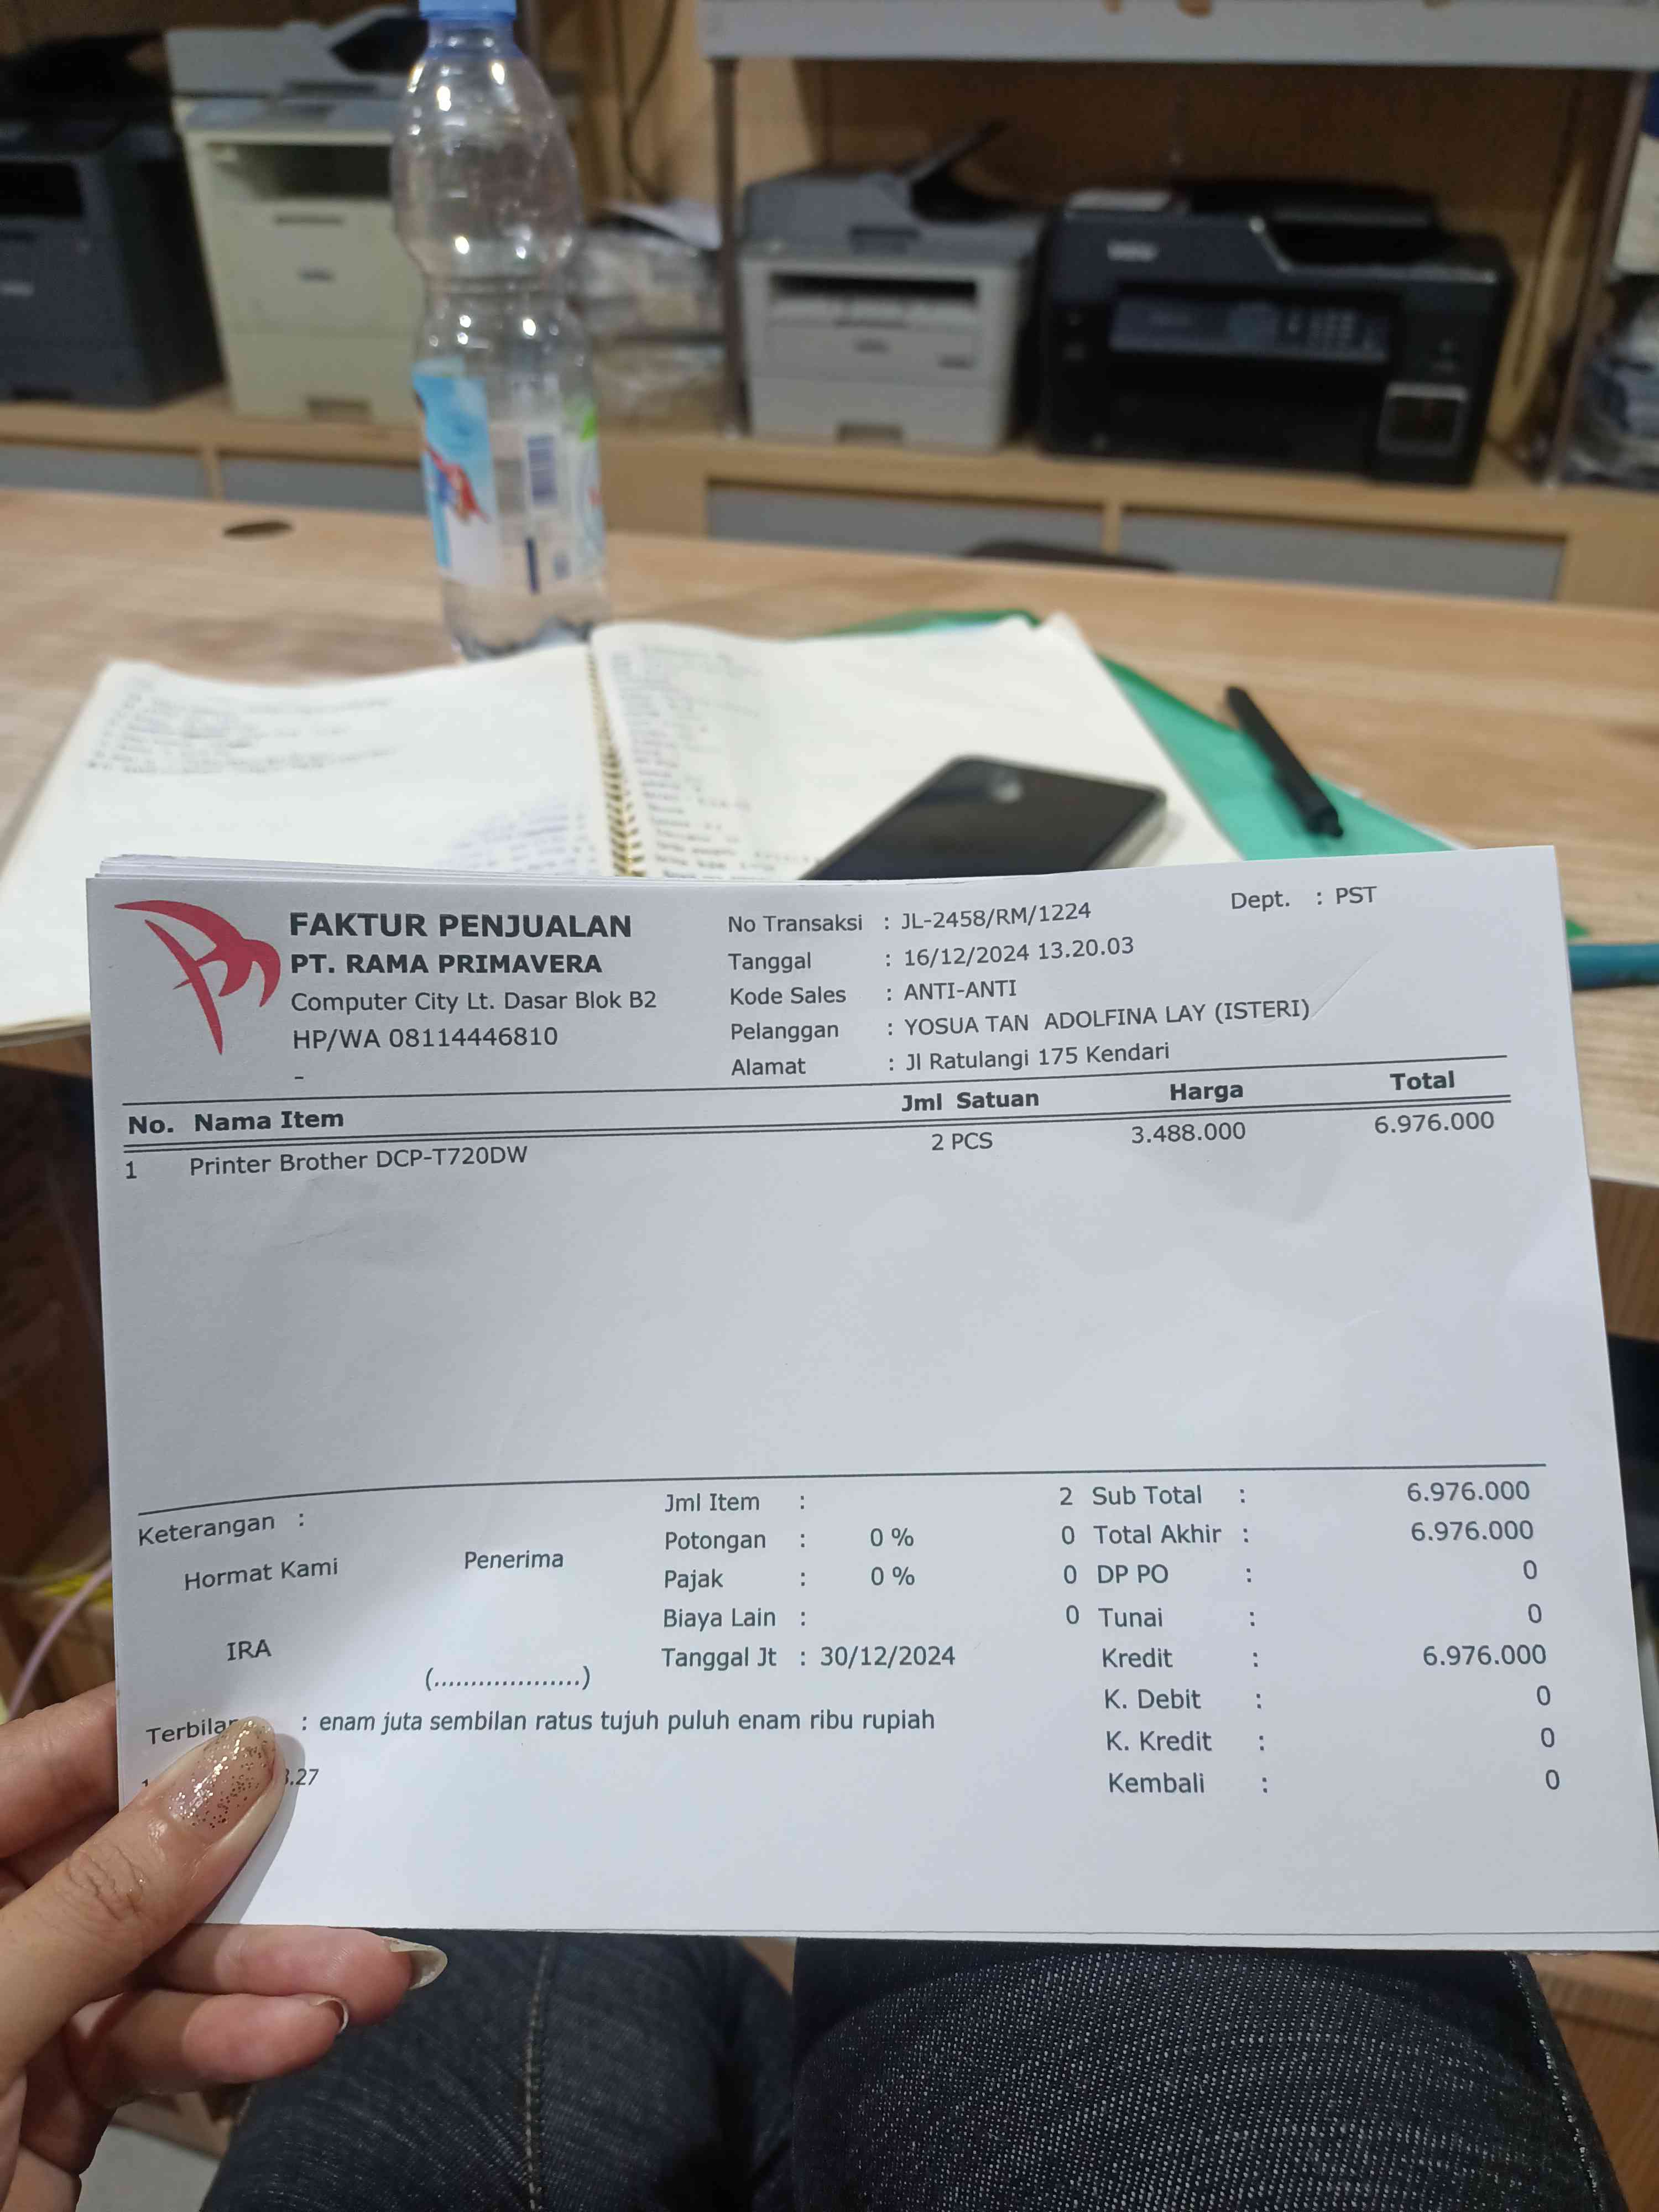 FAKTUR PENJUALAN
PT. RAMA PRIMAVERA
Computer City Lt. Dasar Blok B2
HP/WA 08114446810
-
No Transaksi : JL-2458/RM/1224
Dept. : PST
Tanggal : 16/12/2024 13.20.03
Kode Sales : ANTI-ANTI
Pelanggan : YOSUA TAN ADOLFINA LAY (ISTERI)
Alamat : Jl Ratulangi 175 Kendari
No. Nama Item Jml Satuan Harga Total
1 Printer Brother DCP-T720DW 2 PCS 3.488.000 6.976.000
Keterangan :
Hormat Kami Penerima
IRA
(...................)
Jml Item : 2
Potongan : 0 % 0
Pajak : 0 % 0
Biaya Lain : 0
Tanggal Jt : 30/12/2024
Sub Total : 6.976.000
Total Akhir : 6.976.000
DP PO : 0
Tunai : 0
Kredit : 6.976.000
K. Debit : 0
K. Kredit : 0
Kembali : 0
Terbilan : enam juta sembilan ratus tujuh puluh enam ribu rupiah
.27